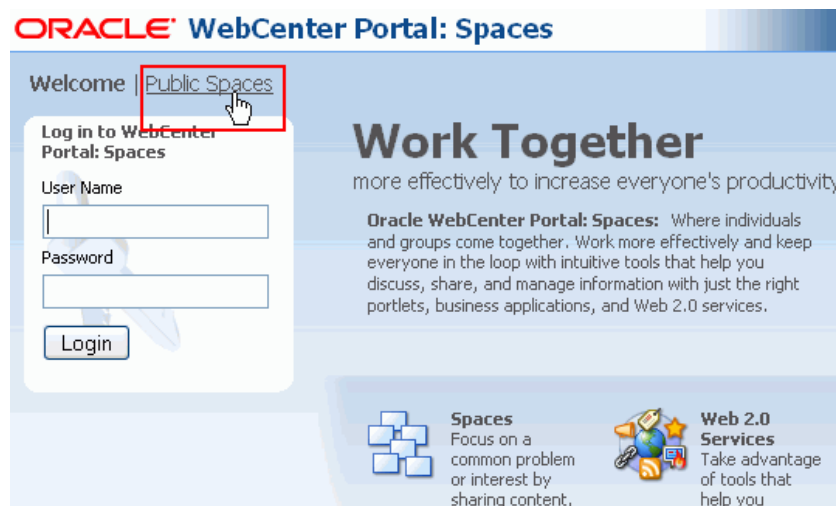 ORACLE WebCenter Portal: Spaces
Welcome | Public Spaces
Log in to WebCenter
Portal: Spaces
User Name
Password
Login
Work Together
more effectively to increase everyone's productivity
Oracle WebCenter Portal: Spaces: Where individuals
and groups come together. Work more effectively and keep
everyone in the loop with intuitive tools that help you
discuss, share, and manage information with just the right
portlets, business applications, and Web 2.0 services.
Spaces
Focus on a
common problem
or interest by
sharing content,
Web 2.0
Services
Take advantage
of tools that
help you